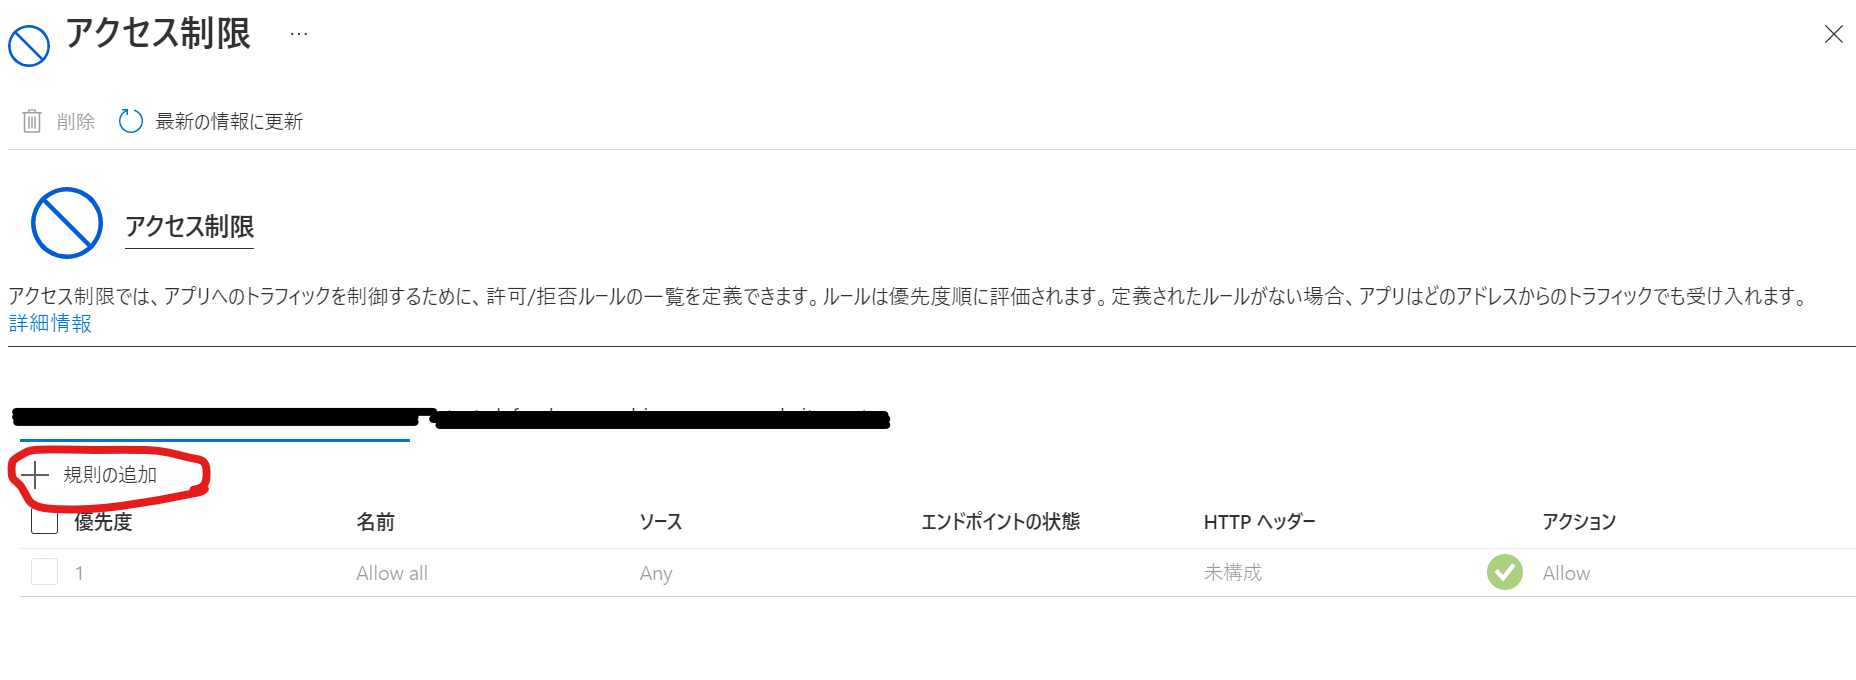 アクセス制限 …
削除 最新の情報に更新
アクセス制限
アクセス制限では、アプリへのトラフィックを制御するために、許可/拒否ルールの一覧を定義できます。ルールは優先度順に評価されます。定義されたルールがない場合、アプリはどのアドレスからのトラフィックでも受け入れます。
詳細情報
規則の追加
優先度 名前 ソース エンドポイントの状態 HTTP ヘッダー アクション
1 Allow all Any 未構成 Allow